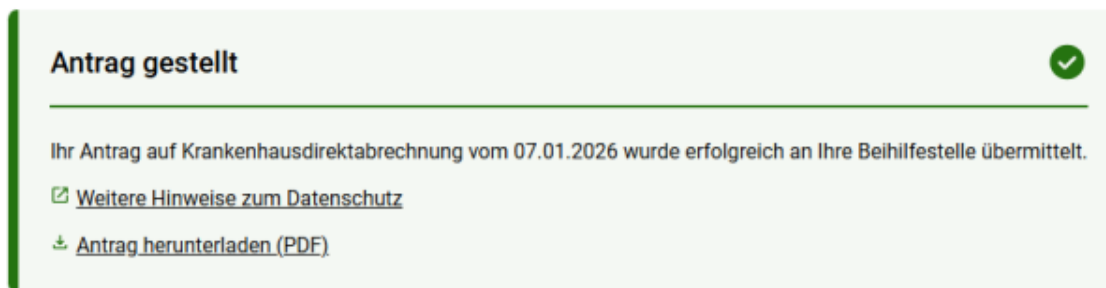 Antrag gestellt
Ihr Antrag auf Krankenhausdirektabrechnung vom 07.01.2026 wurde erfolgreich an Ihre Beihilfestelle übermittelt.
Weitere Hinweise zum Datenschutz
Antrag herunterladen (PDF)